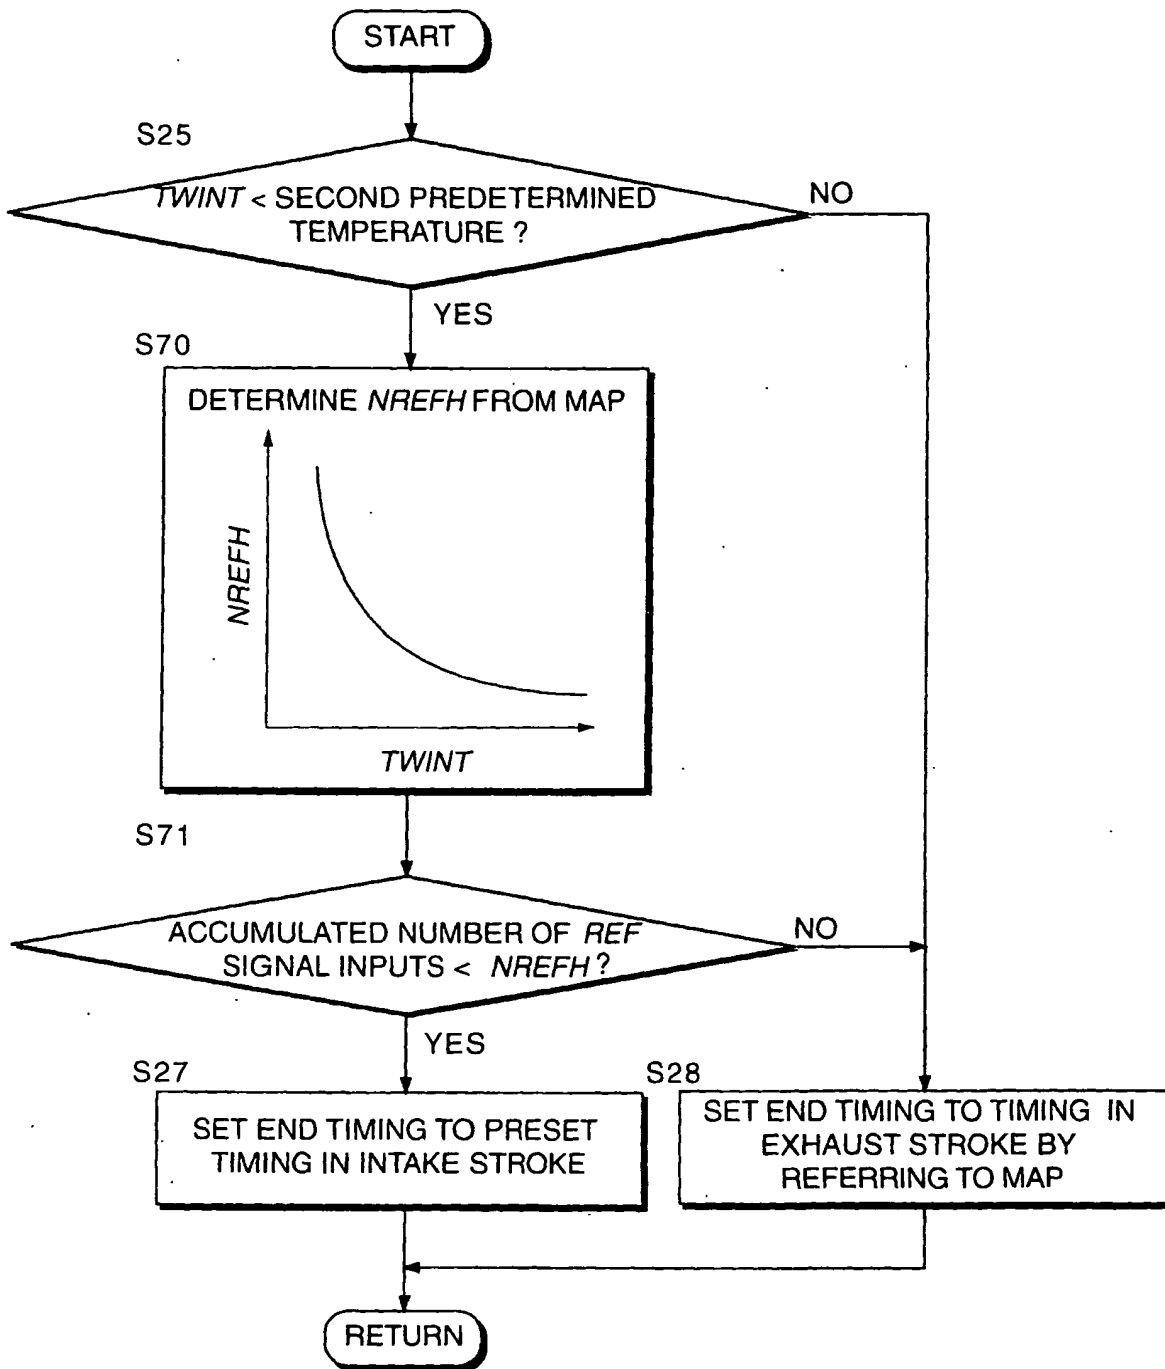 START
S25
TWINT < SECOND PREDETERMINED
TEMPERATURE ?
NO
YES
S70
DETERMINE NREFH FROM MAP
NREFH
TWINT
S71
ACCUMULATED NUMBER OF REF
SIGNAL INPUTS < NREFH ?
NO
YES
S27
SET END TIMING TO PRESET
TIMING IN INTAKE STROKE
S28
SET END TIMING TO TIMING IN
EXHAUST STROKE BY
REFERRING TO MAP
RETURN